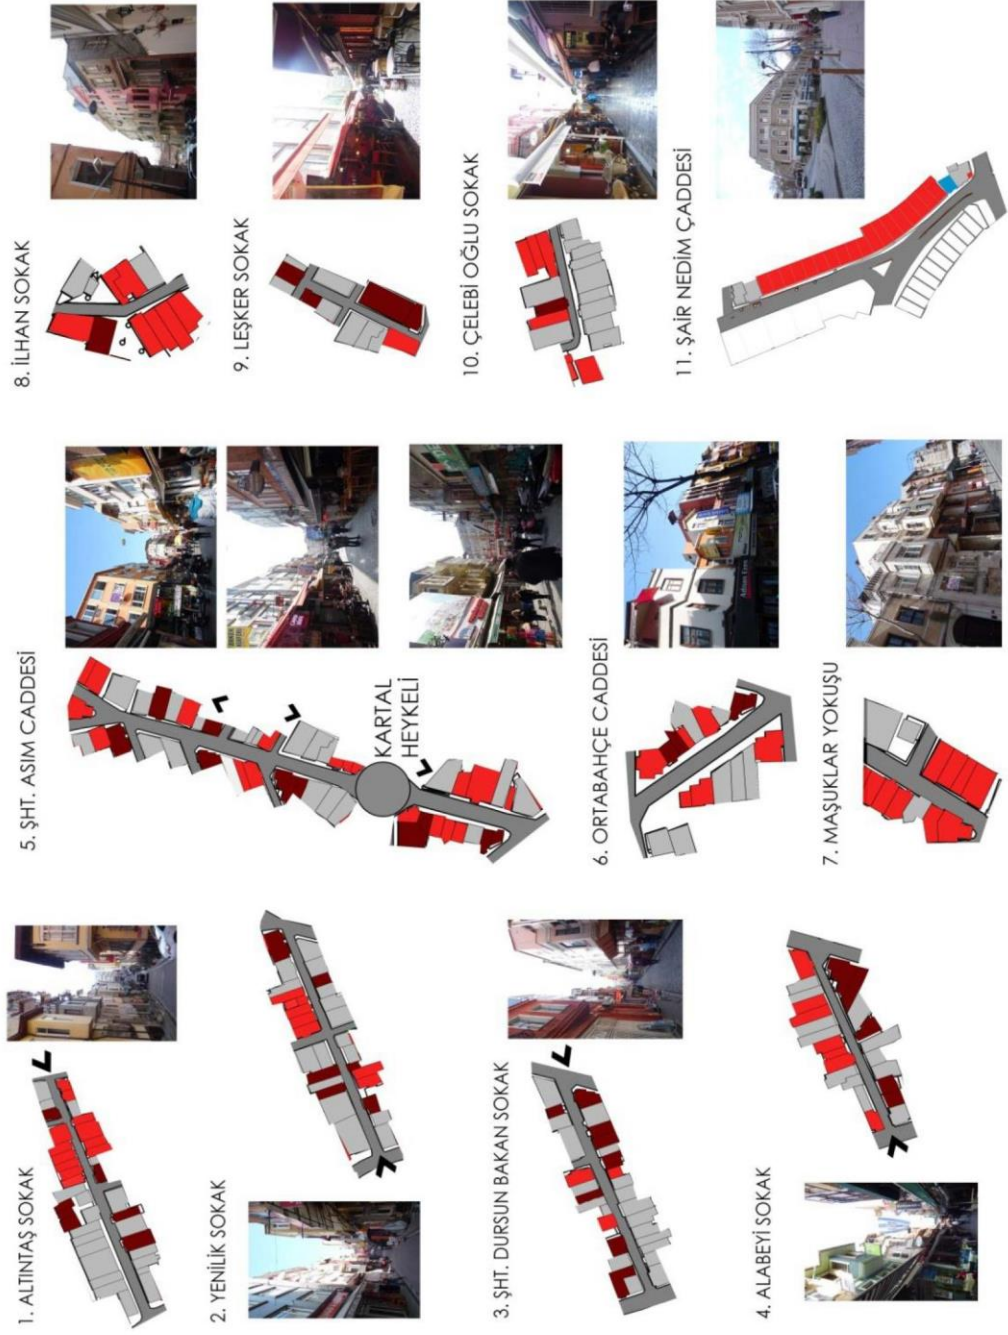 1. ALTINTAŞ SOKAK
2. YENİLİK SOKAK
3. ŞHT. DURSUN BAKAN SOKAK
4. ALABEYİ SOKAK
5. ŞHT. ASIM CADDESİ
KARTAL
HEYKELİ
6. ORTABAHÇE CADDESİ
7. MAŞUKLAR YOKUŞU
8. İLHAN SOKAK
9. LEŞKER SOKAK
10. ÇELEBİ OĞLU SOKAK
11. ŞAİR NEDİM ÇADDESİ